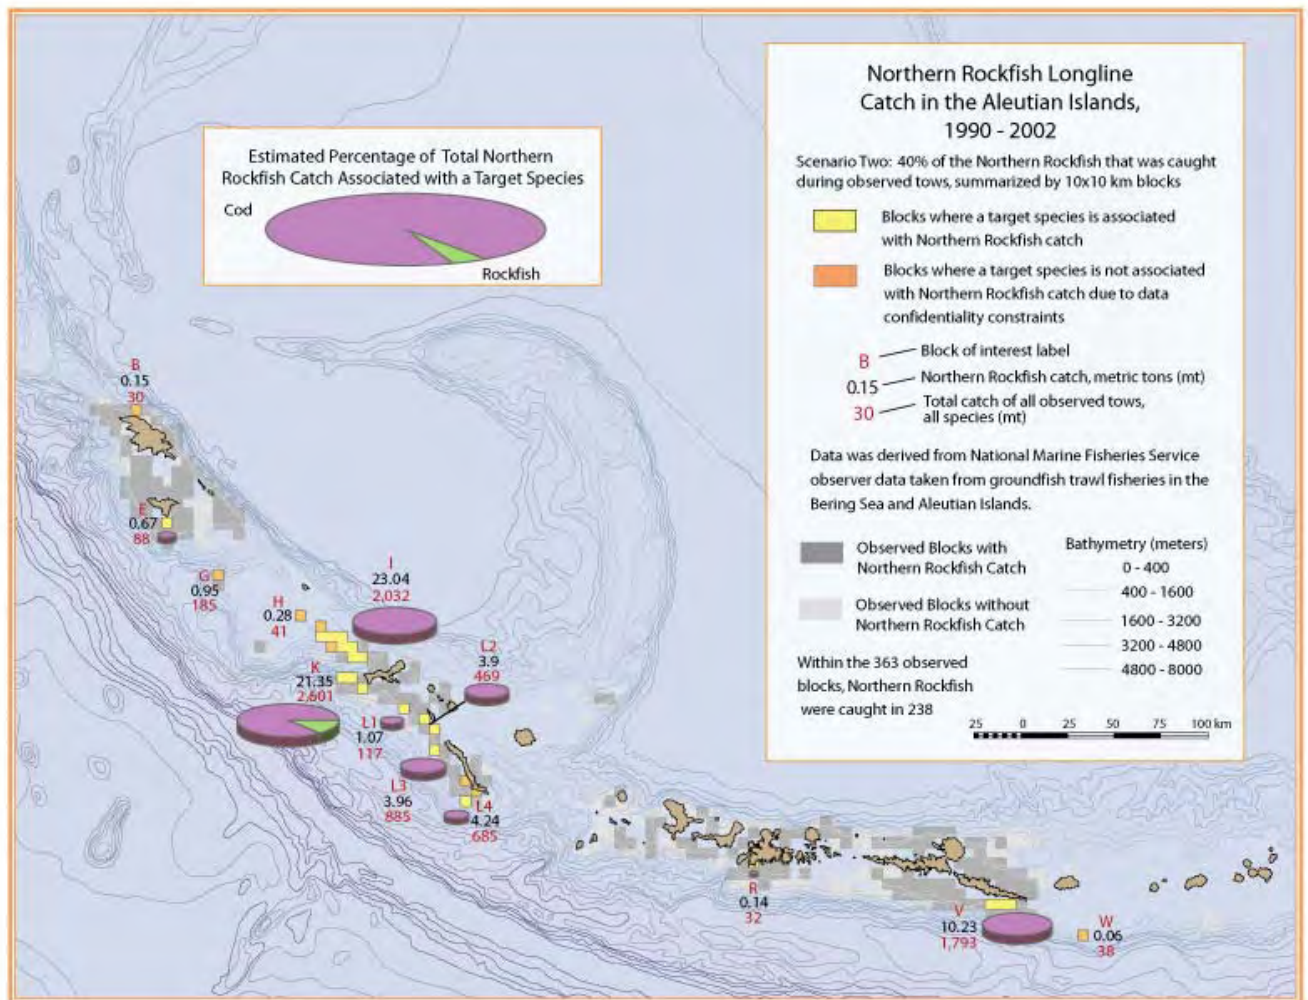 Northern Rockfish Longline
Catch in the Aleutian Islands,
1990 - 2002
Scenario Two: 40% of the Northern Rockfish that was caught
during observed tows, summarized by 10x10 km blocks
Blocks where a target species is associated
with Northern Rockfish catch
Blocks where a target species is not associated
with Northern Rockfish catch due to data
confidentiality constraints
B
Block of interest label
0.15
Northern Rockfish catch, metric tons (mt)
30
Total catch of all observed tows,
all species (mt)
Data was derived from National Marine Fisheries Service
observer data taken from groundfish trawl fisheries in the
Bering Sea and Aleutian Islands.
Observed Blocks with
Northern Rockfish Catch
Observed Blocks without
Northern Rockfish Catch
Bathymetry (meters)
0 - 400
400 - 1600
1600 - 3200
3200 - 4800
4800 - 8000
Within the 363 observed
blocks, Northern Rockfish
were caught in 238
25 0 25 50 75 100 km
Estimated Percentage of Total Northern
Rockfish Catch Associated with a Target Species
Cod
Rockfish
B
0.15
30
E
0.67
88
G
0.95
185
H
0.28
41
I
23.04
2,032
K
21.35
2,601
L2
3.9
469
L1
1.07
117
L3
3.96
885
L4
4.24
685
R
0.14
32
V
10.23
1,793
W
0.06
38